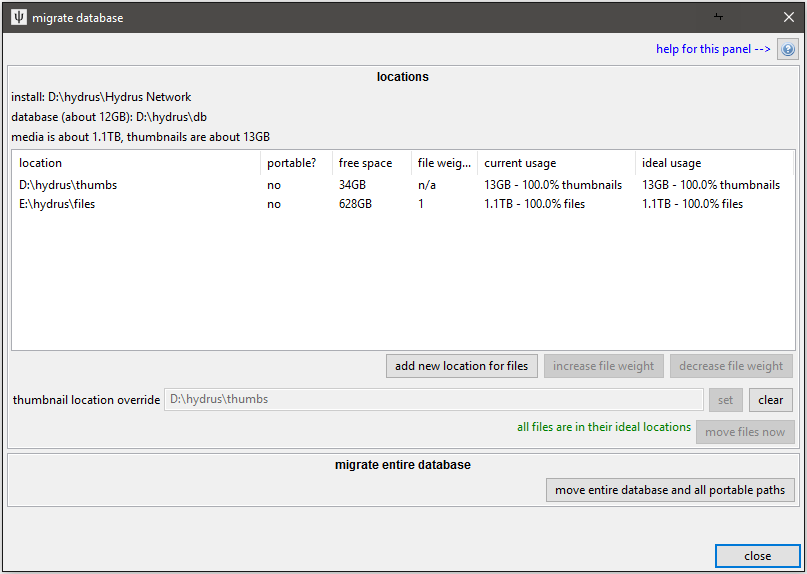 migrate database
help for this panel -->
locations
install: D:\hydrus\Hydrus Network
database (about 12GB): D:\hydrus\db
media is about 1.1TB, thumbnails are about 13GB
location portable? free space file weig... current usage ideal usage
D:\hydrus\thumbs no 34GB n/a 13GB - 100.0% thumbnails 13GB - 100.0% thumbnails
E:\hydrus\files no 628GB 1 1.1TB - 100.0% files 1.1TB - 100.0% files
add new location for files increase file weight decrease file weight
thumbnail location override D:\hydrus\thumbs set clear
all files are in their ideal locations move files now
migrate entire database
move entire database and all portable paths
close